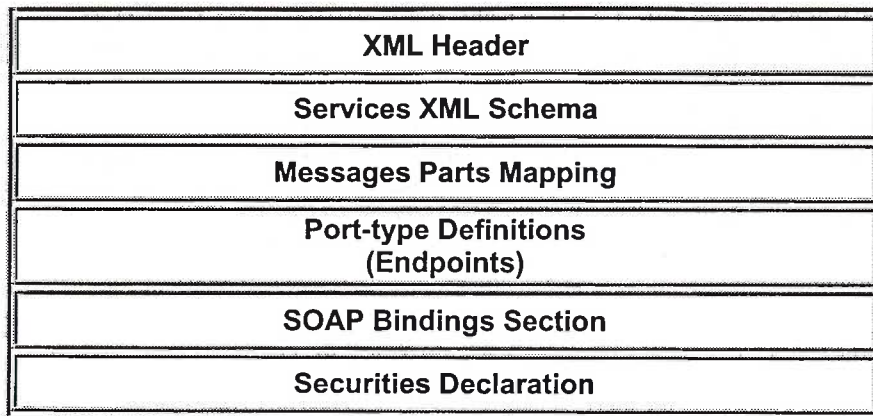 XML Header
Services XML Schema
Messages Parts Mapping
Port-type Definitions
(Endpoints)
SOAP Bindings Section
Securities Declaration